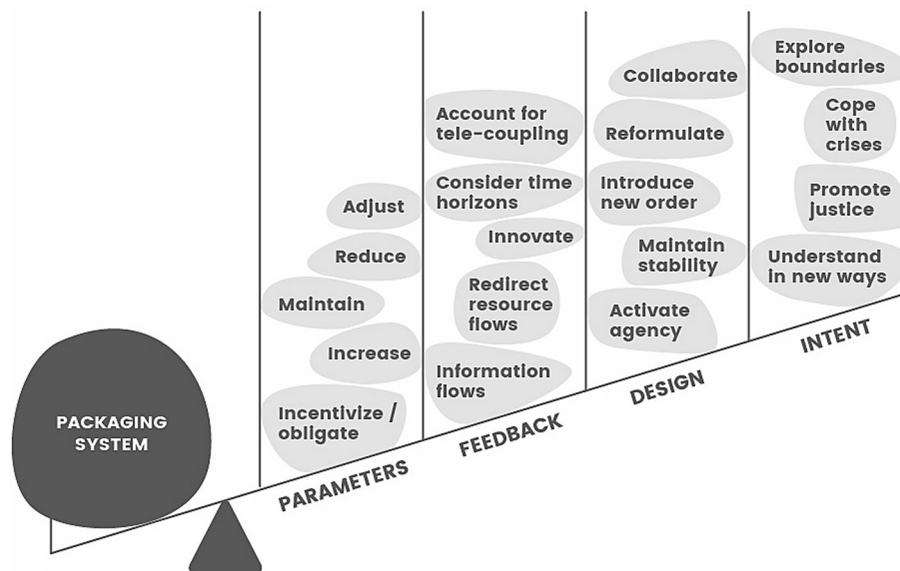 PACKAGING
SYSTEM
Adjust
Reduce
Maintain
Increase
Incentivize /
obligate
PARAMETERS
Account for
tele-coupling
Consider time
horizons
Innovate
Redirect
resource
flows
Information
flows
FEEDBACK
Collaborate
Reformulate
Introduce
new order
Maintain
stability
Activate
agency
DESIGN
Explore
boundaries
Cope
with
crises
Promote
justice
Understand
in new ways
INTENT